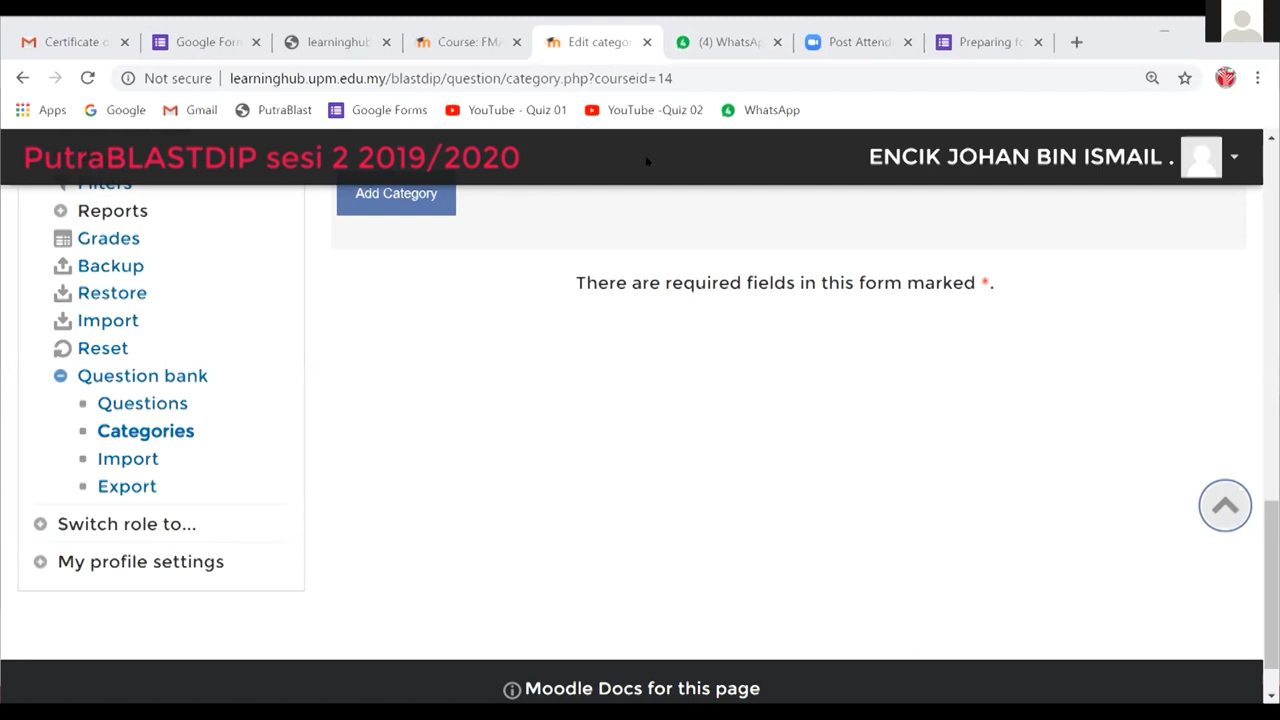 Certificate o
Google For
learninghub
Course: FM
Edit catego
(4) WhatsA
Post Attend
Preparing fo
Not secure
learninghub.upm.edu.my/blastdip/question/category.php?courseid=14
Apps
Google
Gmail
PutraBlast
Google Forms
YouTube - Quiz 01
YouTube -Quiz 02
WhatsApp
PutraBLASTDIP sesi 2 2019/2020
ENCIK JOHAN BIN ISMAIL .
Filters
Add Category
Reports
Grades
Backup
There are required fields in this form marked *.
Restore
Import
Reset
Question bank
Questions
Categories
Import
Export
Switch role to...
My profile settings
Moodle Docs for this page